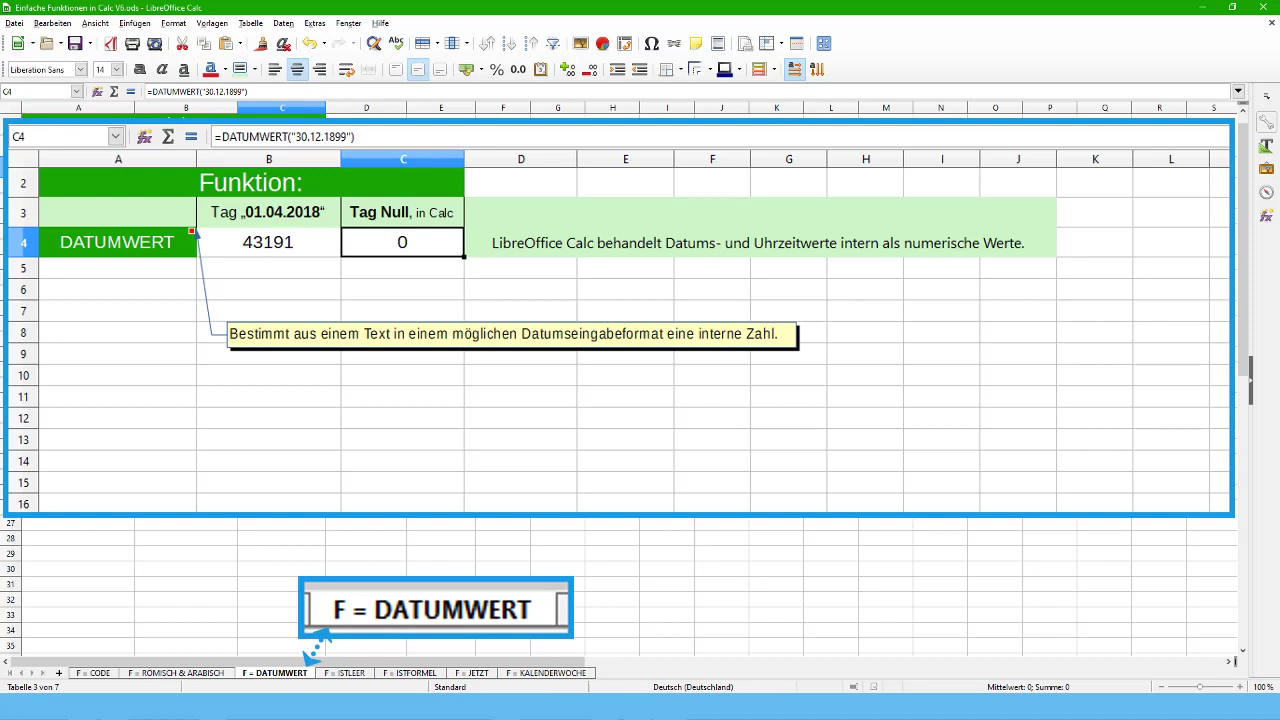 Einfache Funktionen in Calc V6.ods - LibreOffice Calc
Datei Bearbeiten Ansicht Einfügen Format Vorlagen Tabelle Daten Extras Fenster Hilfe
Liberation Sans 14
C4 =DATUMWERT("30.12.1899")
A B C D E F G H I J K L M N O P Q R S
C4 =DATUMWERT("30.12.1899")
A B C D E F G H I J K L
2 Funktion:
3 Tag „01.04.2018“ Tag Null, in Calc
4 DATUMWERT 43191 0 LibreOffice Calc behandelt Datums- und Uhrzeitwerte intern als numerische Werte.
5
6
7
8 Bestimmt aus einem Text in einem möglichen Datumseingabeformat eine interne Zahl.
9
10
11
12
13
14
15
16
27
28
29
30
31
32
33
34
35
F = DATUMWERT
F = CODE F = RÖMISCH & ARABISCH F = DATUMWERT F = ISTLEER F = ISTFORMEL F = JETZT F = KALENDERWOCHE
Tabelle 3 von 7 Standard Deutsch (Deutschland) Mittelwert: 0; Summe: 0 100 %